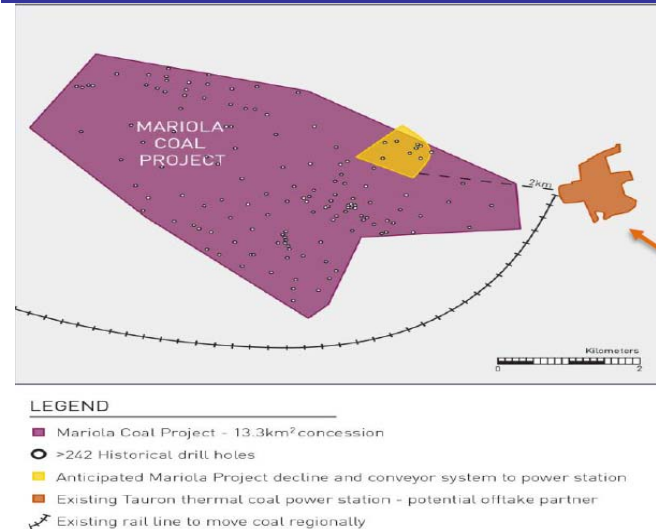 MARIOLA
COAL
PROJECT
2km
Kilometers
0 2
LEGEND
Mariola Coal Project - 13.3km² concession
>242 Historical drill holes
Anticipated Mariola Project decline and conveyor system to power station
Existing Tauron thermal coal power station - potential offtake partner
Existing rail line to move coal regionally